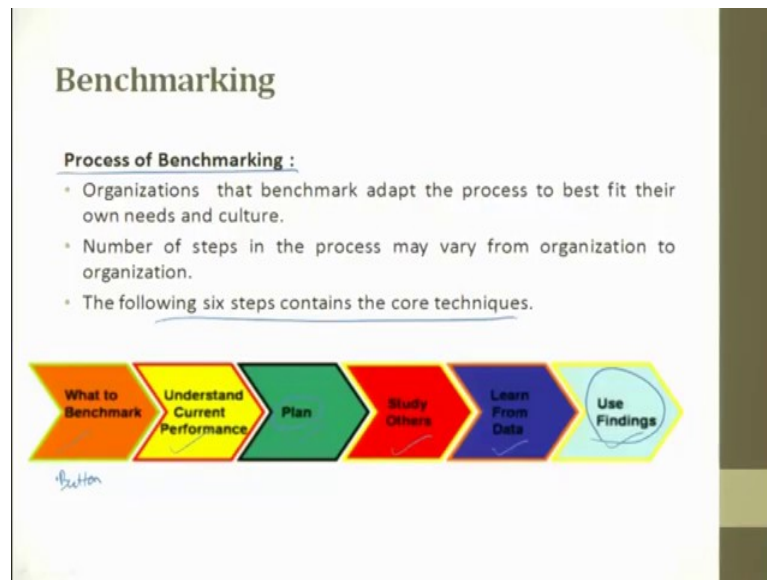 Benchmarking
Process of Benchmarking :
• Organizations that benchmark adapt the process to best fit their
own needs and culture.
• Number of steps in the process may vary from organization to
organization.
• The following six steps contains the core techniques.
What to
Benchmark
Understand
Current
Performance
Plan
Study
Others
Learn
From
Data
Use
Findings
Button